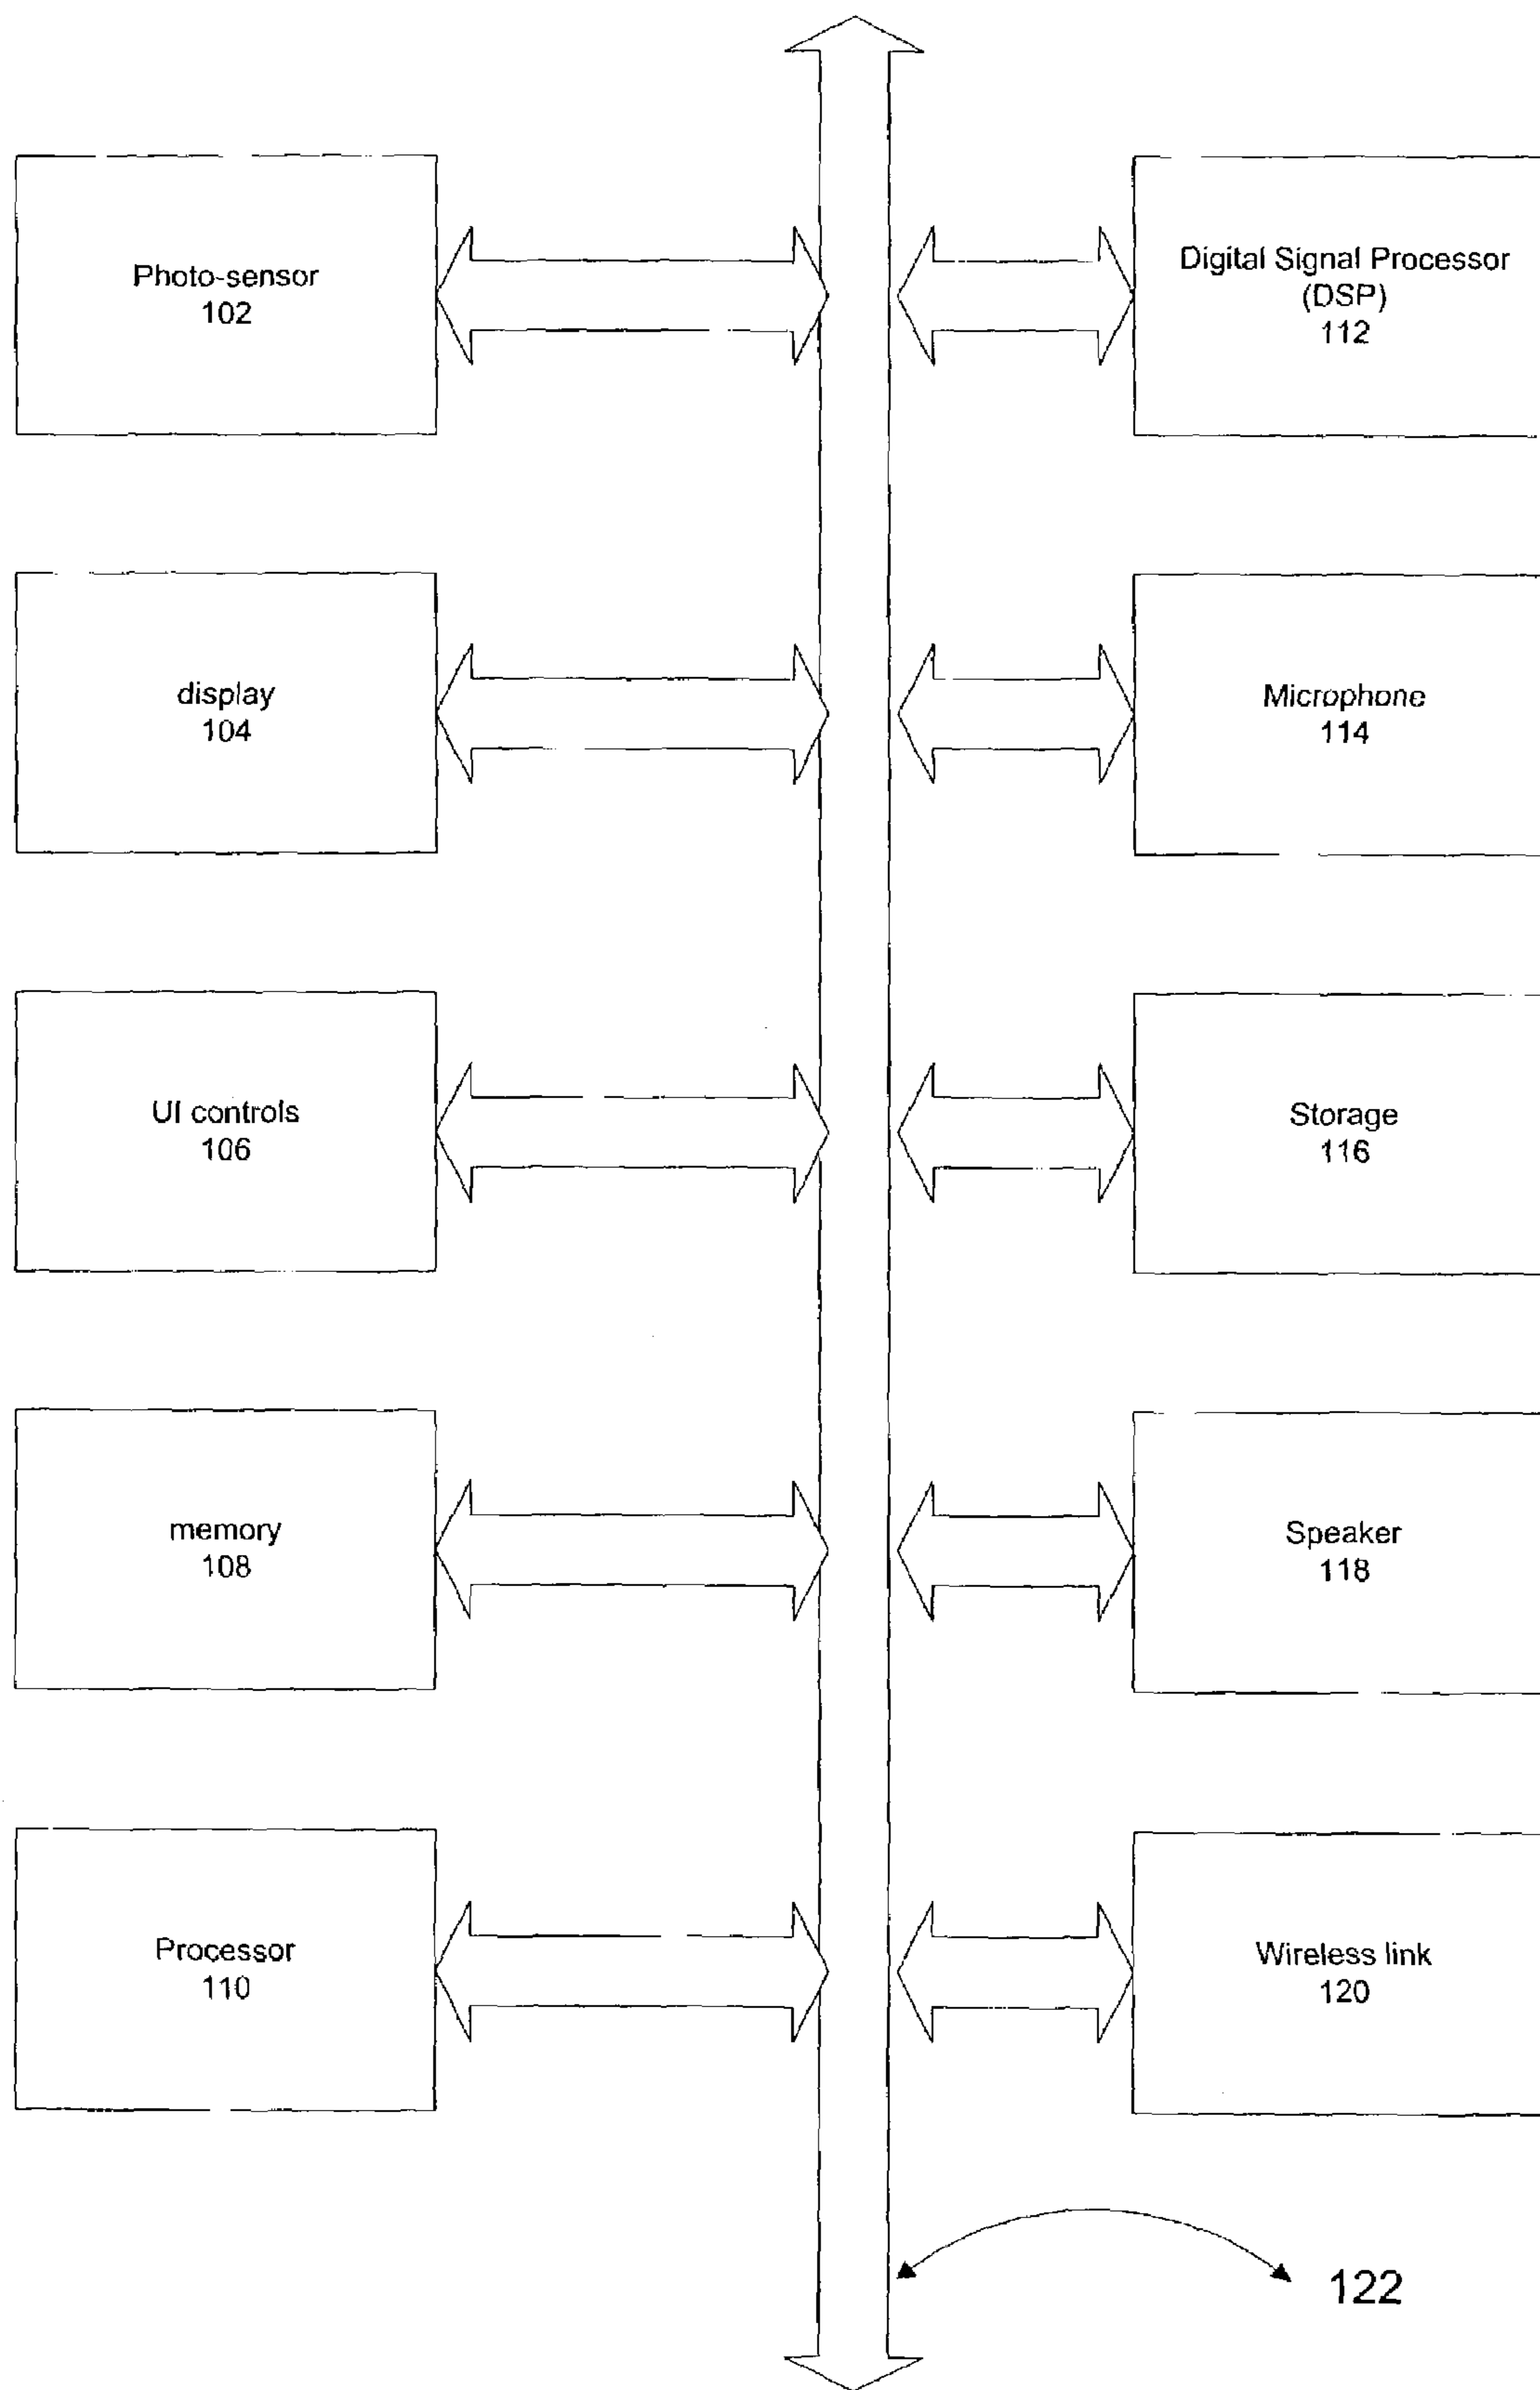 Photo-sensor
102
Digital Signal Processor
(DSP)
112
display
104
Microphone
114
UI controls
106
Storage
116
memory
108
Speaker
118
Processor
110
Wireless link
120
122